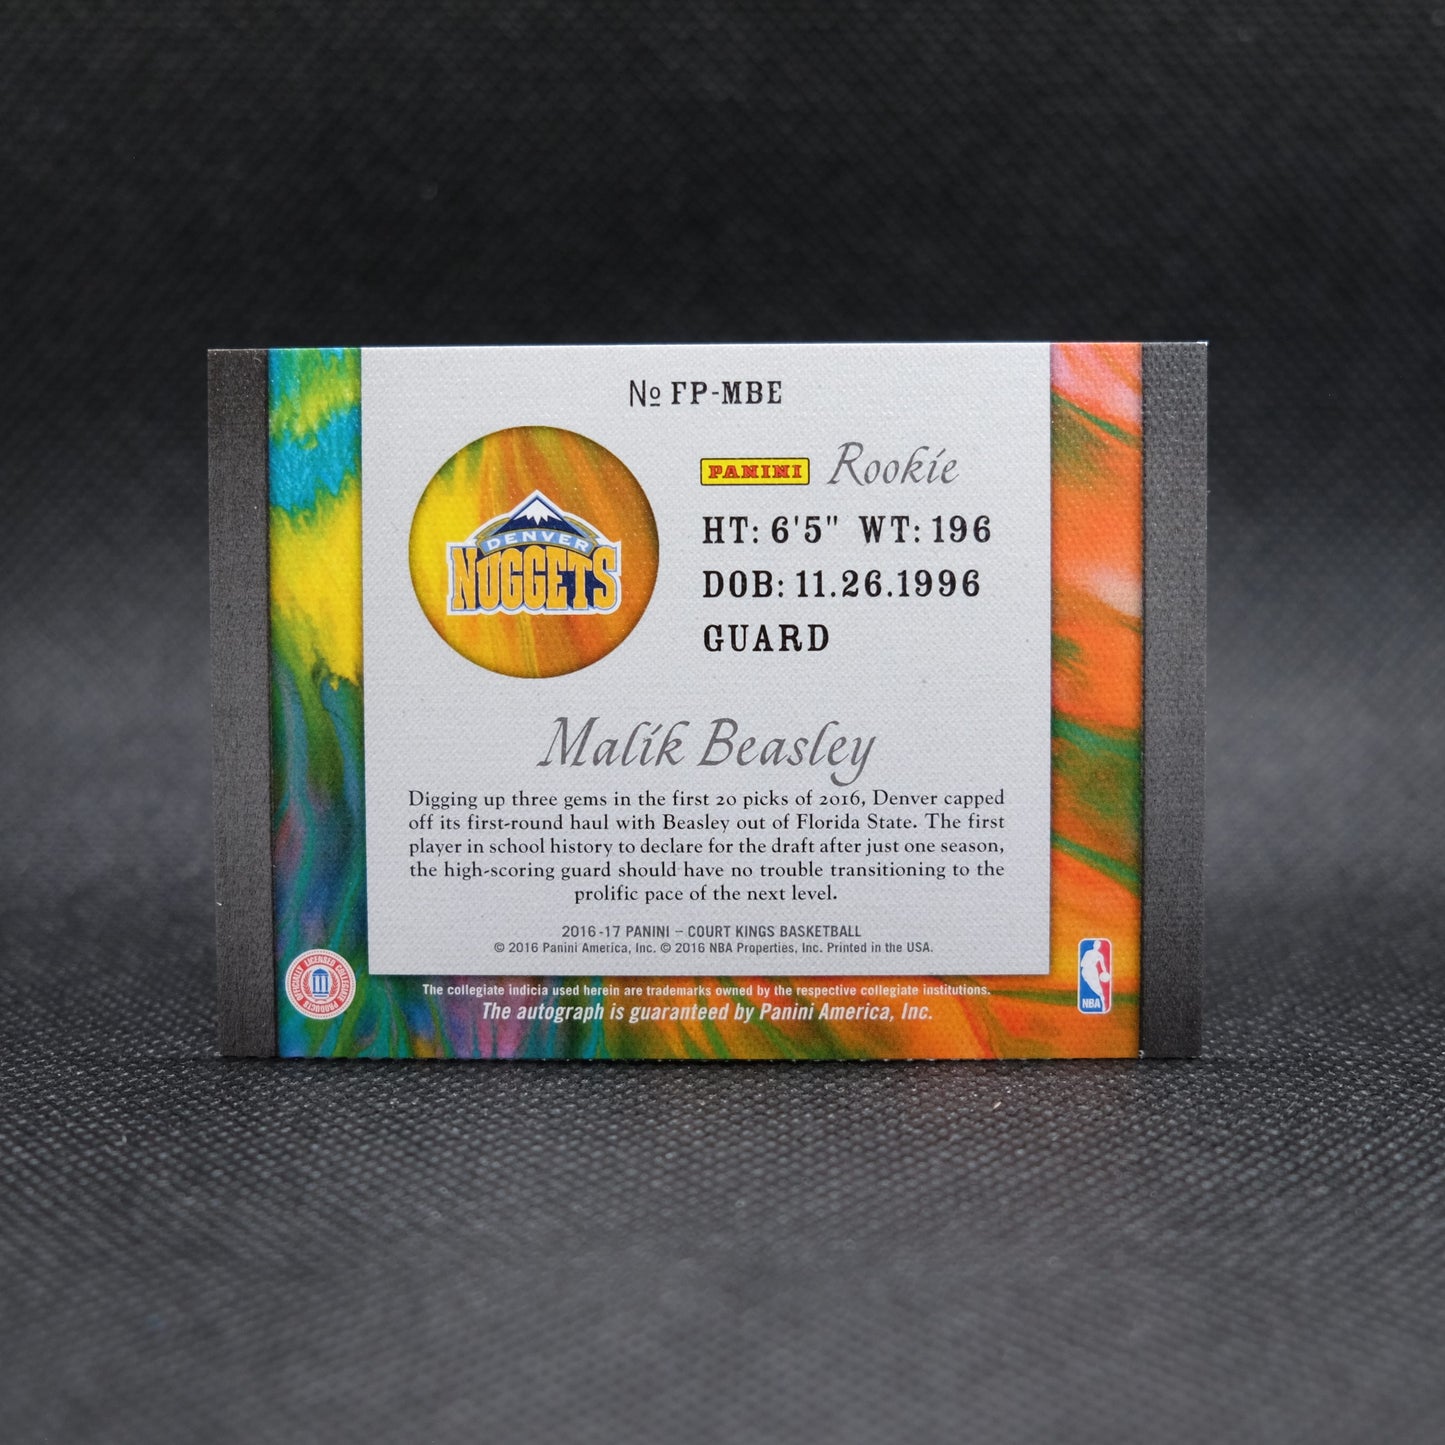 No FP-MBE
PANINI Rookie
DENVER
NUGGETS
HT: 6'5" WT: 196
DOB: 11.26.1996
GUARD
Malik Beasley
Digging up three gems in the first 20 picks of 2016, Denver capped
off its first-round haul with Beasley out of Florida State. The first
player in school history to declare for the draft after just one season,
the high-scoring guard should have no trouble transitioning to the
prolific pace of the next level.
2016-17 PANINI – COURT KINGS BASKETBALL
© 2016 Panini America, Inc. © 2016 NBA Properties, Inc. Printed in the USA.
OFFICIALLY LICENSED COLLEGIATE PRODUCTS
NBA
The collegiate indicia used herein are trademarks owned by the respective collegiate institutions.
The autograph is guaranteed by Panini America, Inc.